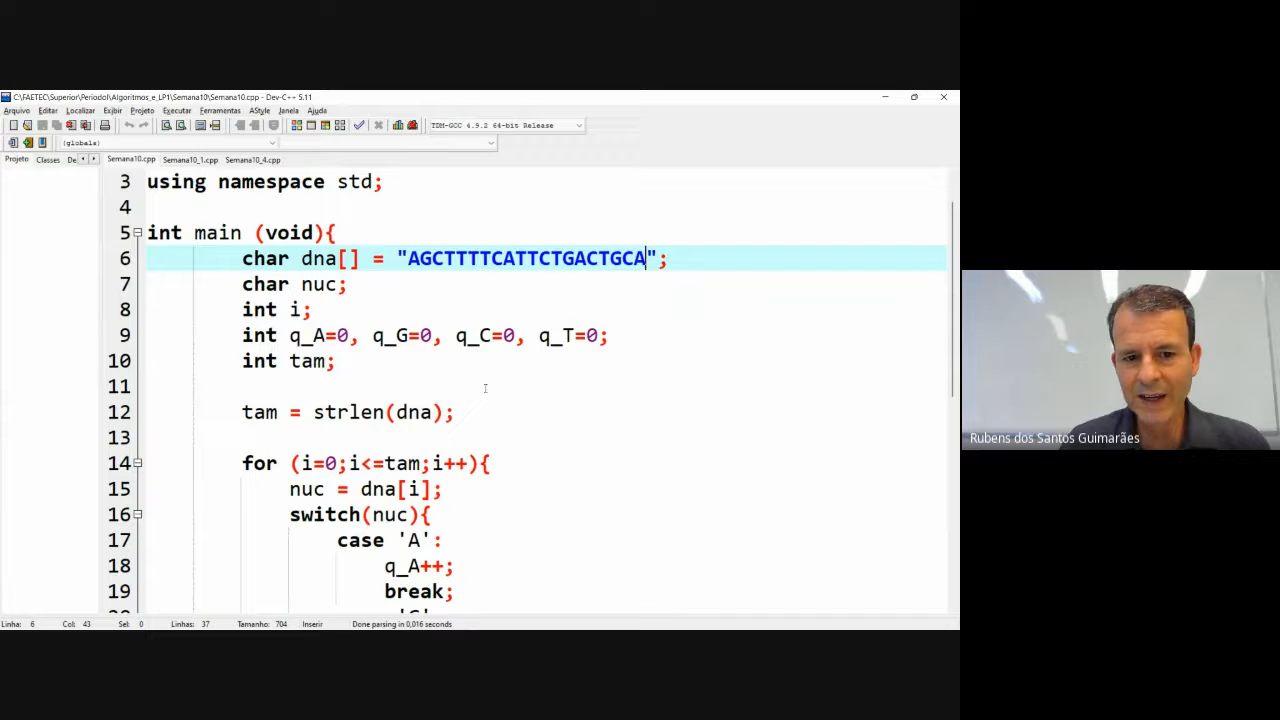 C:\FAETEC\Superior\PeriodoI\Algoritmos_e_LP1\Semana10\Semana10.cpp - Dev-C++ 5.11
Arquivo Editar Localizar Exibir Projeto Executar Ferramentas AStyle Janela Ajuda
TDM-GCC 4.9.2 64-bit Release
(globals)
Projeto Classes De Semana10.cpp Semana10_1.cpp Semana10_4.cpp
3 using namespace std;
4
5 int main (void){
6 char dna[] = "AGCTTTTCATTCTGACTGCA";
7 char nuc;
8 int i;
9 int q_A=0, q_G=0, q_C=0, q_T=0;
10 int tam;
11
12 tam = strlen(dna);
13
14 for (i=0;i<=tam;i++){
15 nuc = dna[i];
16 switch(nuc){
17 case 'A':
18 q_A++;
19 break;
Linha: 6 Col: 43 Sel: 0 Linhas: 37 Tamanho: 704 Inserir Done parsing in 0,016 seconds
Rubens dos Santos Guimarães